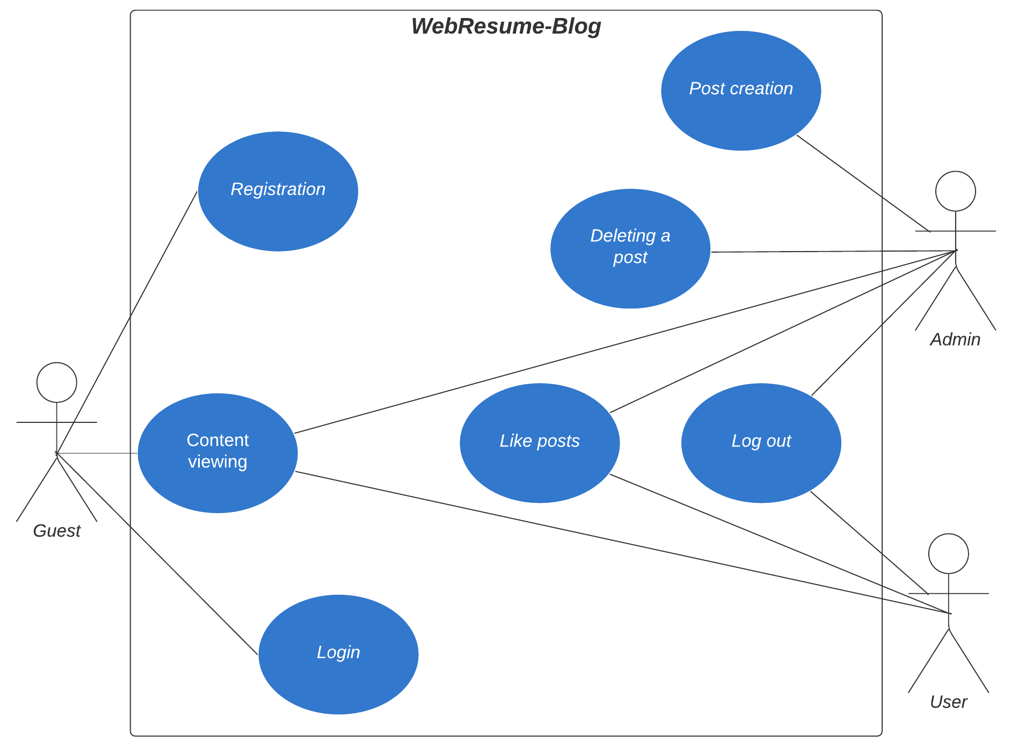 WebResume-Blog
Post creation
Registration
Deleting a
post
Admin
Content
viewing
Like posts
Log out
Guest
Login
User